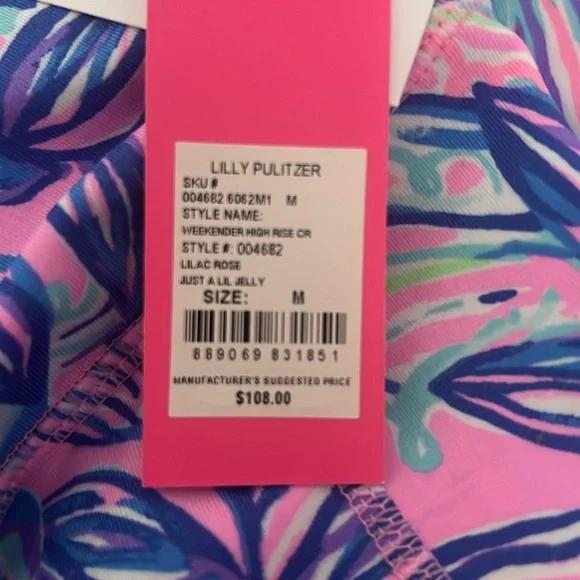 LILLY PULITZER
SKU #
004682 6062M1 M
STYLE NAME:
WEEKENDER HIGH RISE CR
STYLE #: 004682
LILAC ROSE
JUST A LIL JELLY
SIZE: M
889069 831851
MANUFACTURER'S SUGGESTED PRICE
$108.00